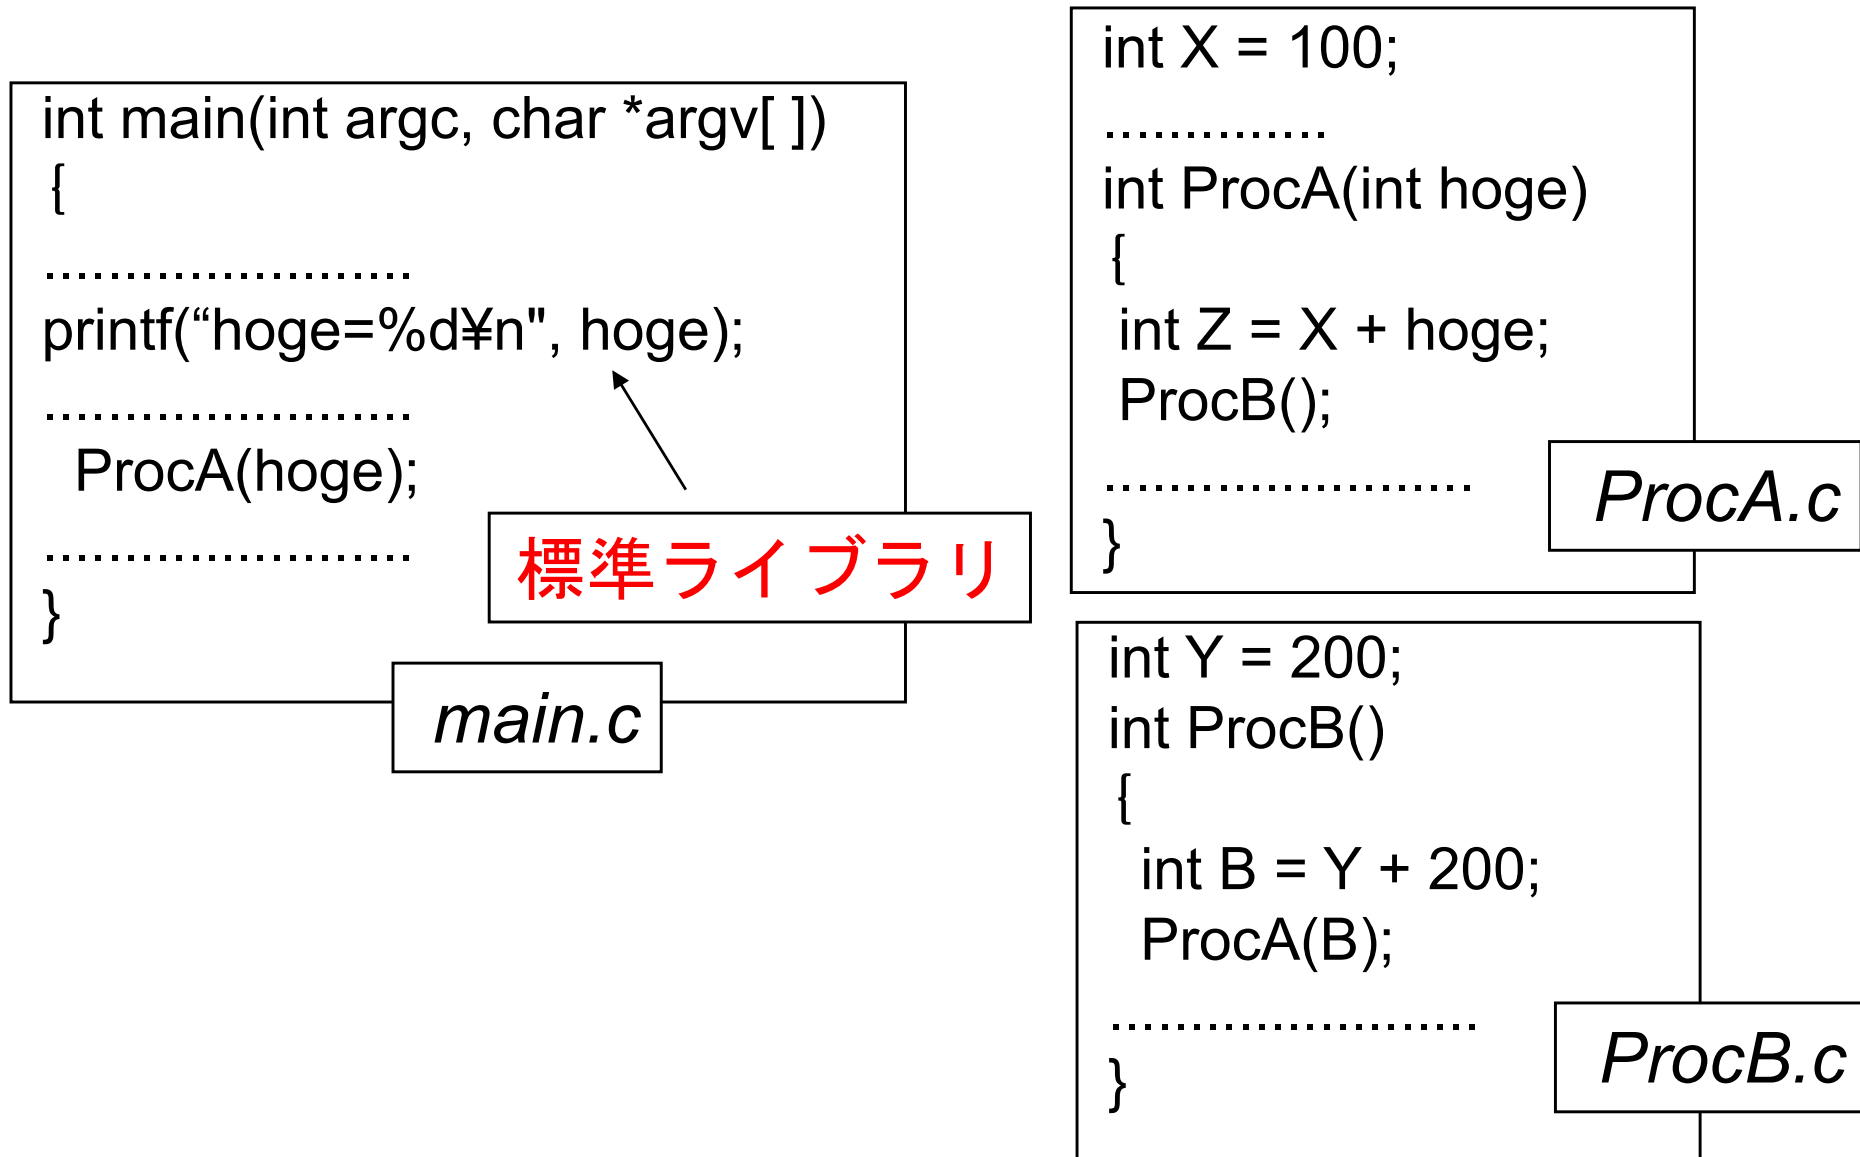 int main(int argc, char *argv[ ])
{
.......................
printf(“hoge=%d¥n", hoge);
.......................
ProcA(hoge);
.......................
}
標準ライブラリ
main.c
int X = 100;
..............
int ProcA(int hoge)
{
int Z = X + hoge;
ProcB();
.......................
}
ProcA.c
int Y = 200;
int ProcB()
{
int B = Y + 200;
ProcA(B);
.......................
}
ProcB.c